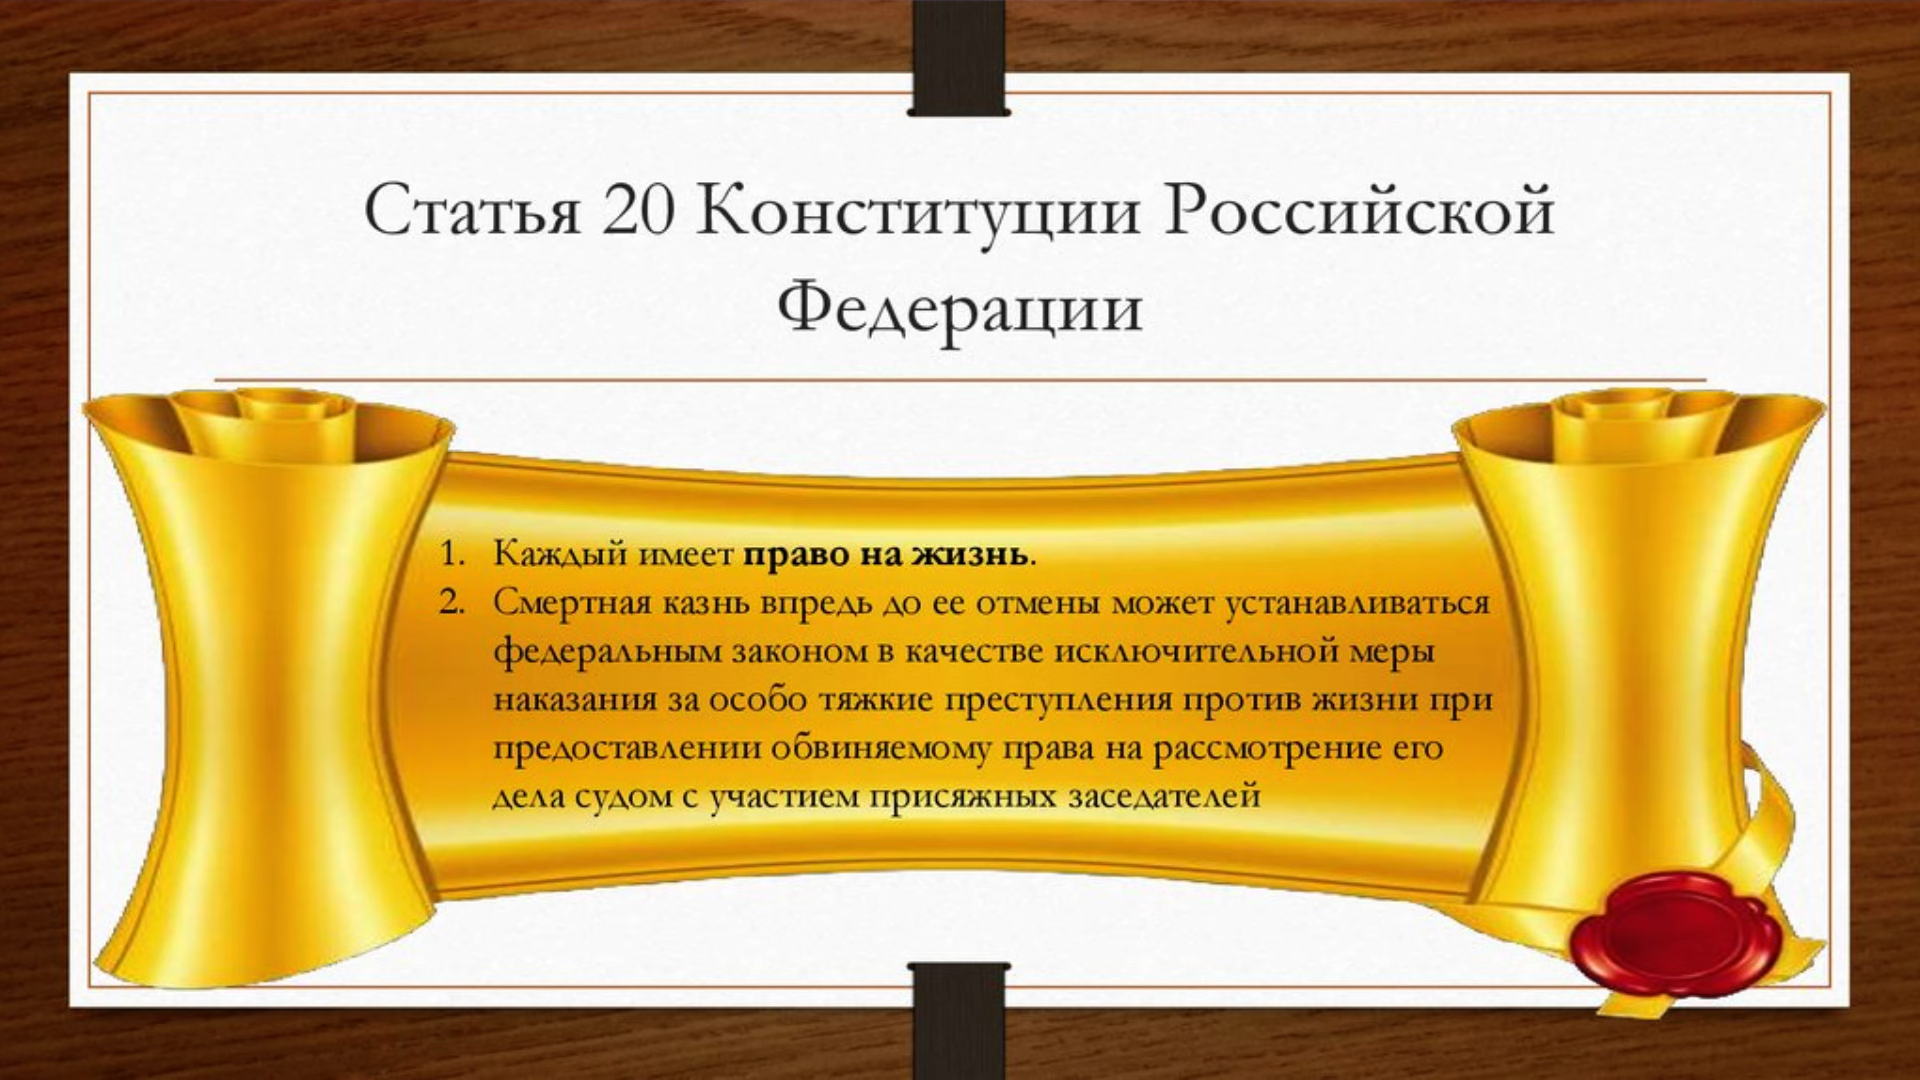 Статья 20 Конституции Российской
Федерации
1. Каждый имеет право на жизнь.
2. Смертная казнь впредь до ее отмены может устанавливаться
федеральным законом в качестве исключительной меры
наказания за особо тяжкие преступления против жизни при
предоставлении обвиняемому права на рассмотрение его
дела судом с участием присяжных заседателей